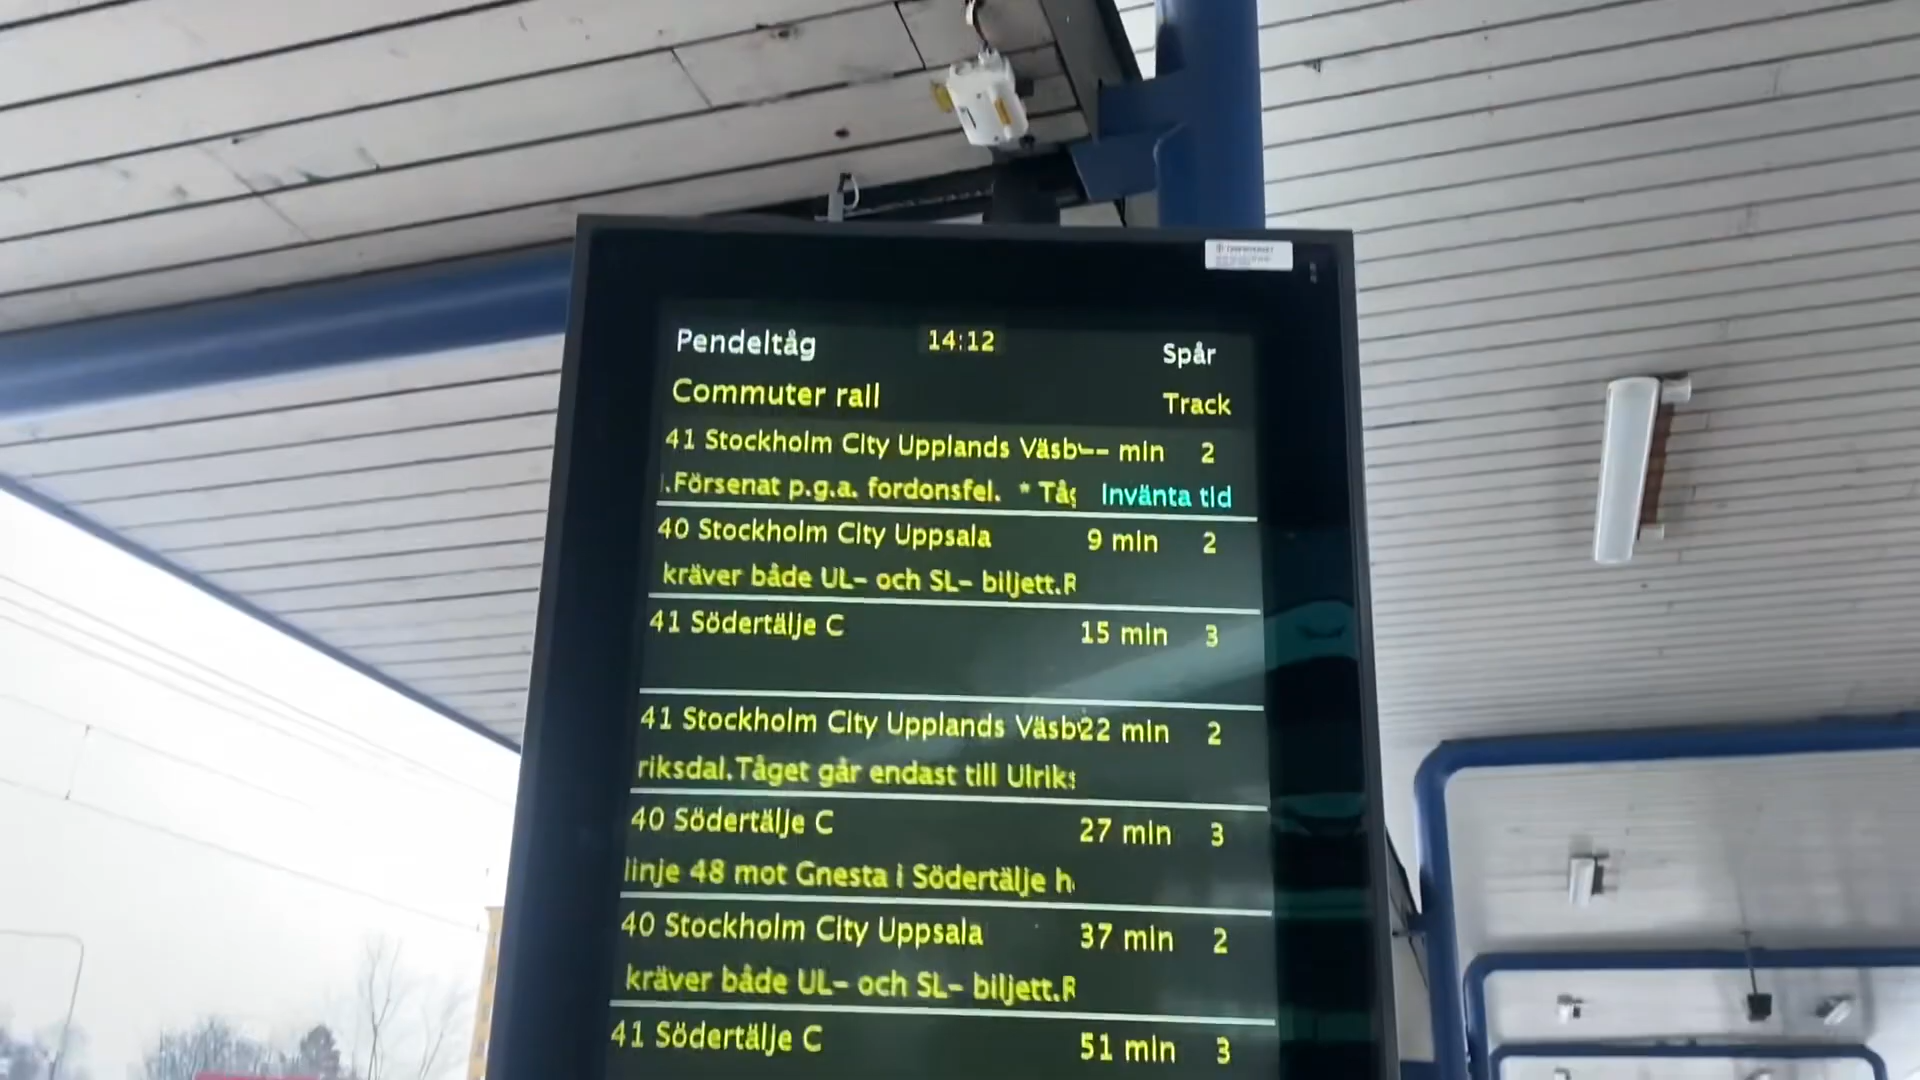 Pendeltåg 14:12 Spår
Commuter rail Track
41 Stockholm City Upplands Väsb -- min 2
.Försenat p.g.a. fordonsfel. * Tåg Invänta tid
40 Stockholm City Uppsala 9 min 2
kräver både UL- och SL- biljett.R
41 Södertälje C 15 min 3
41 Stockholm City Upplands Väsby 22 min 2
riksdal.Tåget går endast till Ulriks
40 Södertälje C 27 min 3
linje 48 mot Gnesta i Södertälje h
40 Stockholm City Uppsala 37 min 2
kräver både UL- och SL- biljett.R
41 Södertälje C 51 min 3